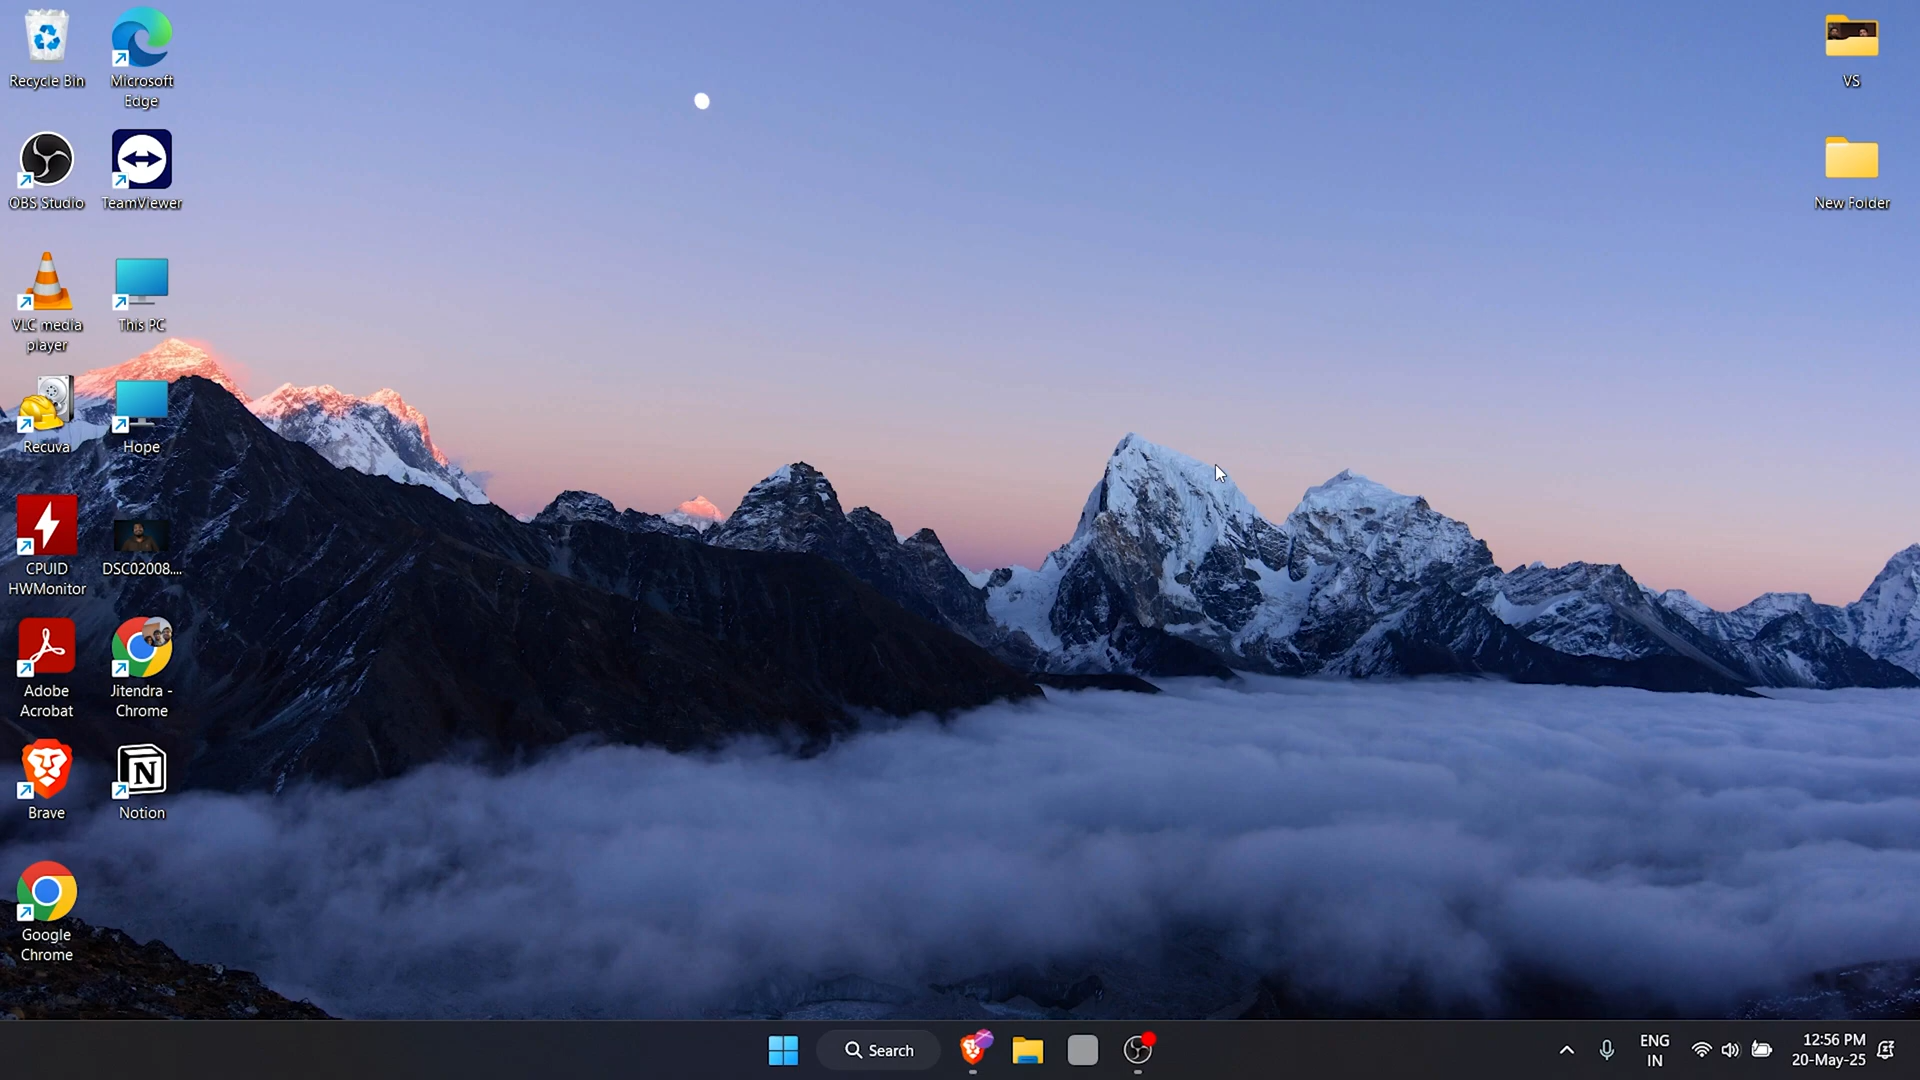 Recycle Bin
Microsoft
Edge
OBS Studio
TeamViewer
VLC media
player
This PC
Recuva
Hope
CPUID
HWMonitor
DSC02008....
Adobe
Acrobat
Jitendra -
Chrome
Brave
Notion
Google
Chrome
VS
New Folder
Search
ENG
IN
12:56 PM
20-May-25